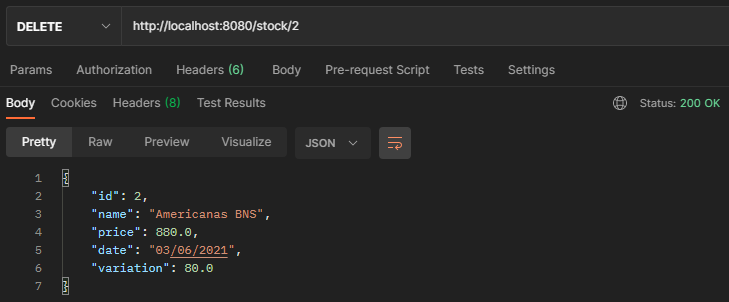 DELETE http://localhost:8080/stock/2
Params Authorization Headers (6) Body Pre-request Script Tests Settings
Body Cookies Headers (8) Test Results Status: 200 OK
Pretty Raw Preview Visualize JSON
1 {
2 "id": 2,
3 "name": "Americanas BNS",
4 "price": 880.0,
5 "date": "03/06/2021",
6 "variation": 80.0
7 }